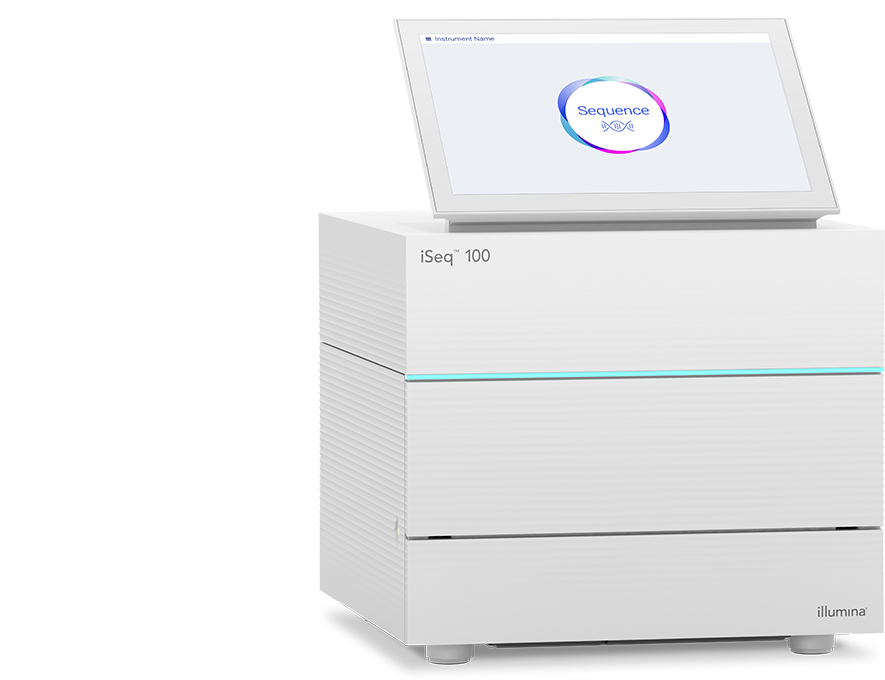 Instrument Name
Sequence
iSeq™ 100
illumina®